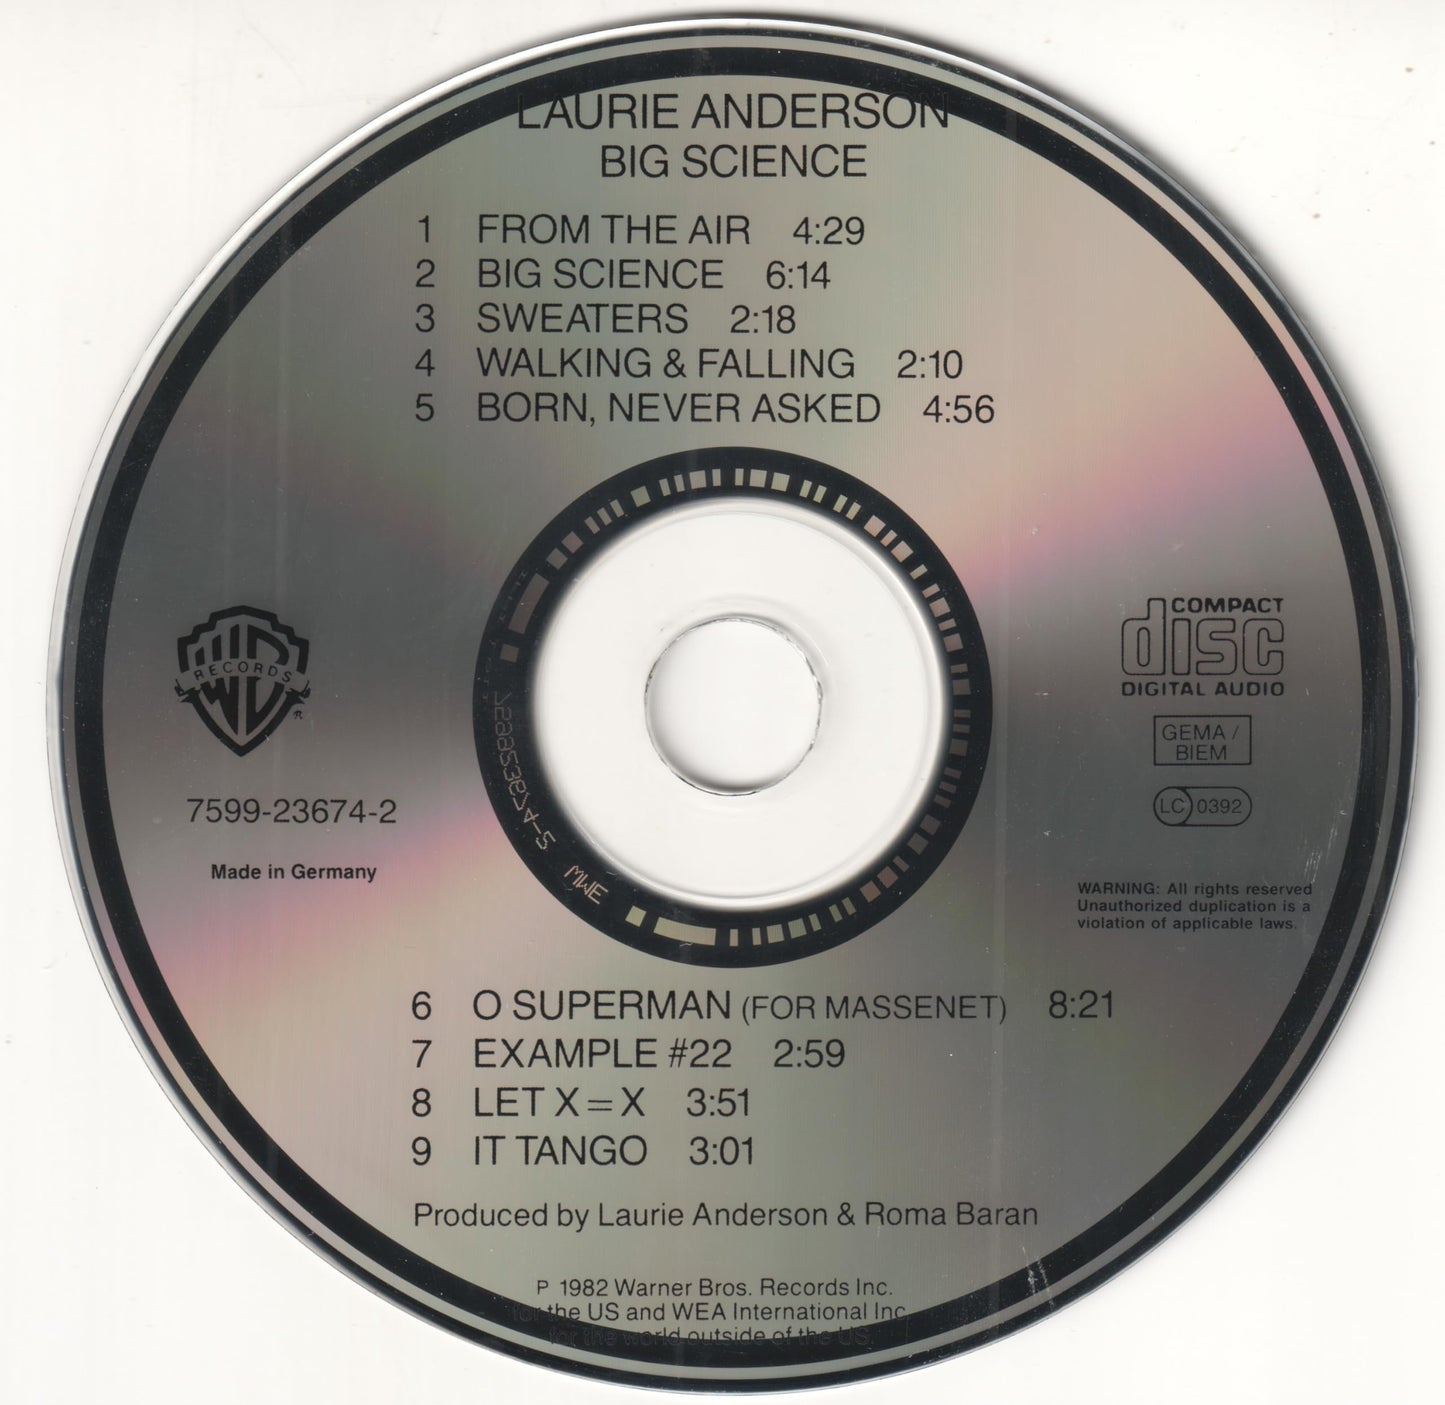 LAURIE ANDERSON
BIG SCIENCE
1 FROM THE AIR 4:29
2 BIG SCIENCE 6:14
3 SWEATERS 2:18
4 WALKING & FALLING 2:10
5 BORN, NEVER ASKED 4:56
RECORDS
7599-23674-2
Made in Germany
COMPACT
disc
DIGITAL AUDIO
GEMA /
BIEM
LC 0392
WARNING: All rights reserved
Unauthorized duplication is a
violation of applicable laws.
MWE
6 O SUPERMAN (FOR MASSENET) 8:21
7 EXAMPLE #22 2:59
8 LET X = X 3:51
9 IT TANGO 3:01
Produced by Laurie Anderson & Roma Baran
P 1982 Warner Bros. Records Inc.
for the US and WEA International Inc.
for the world outside of the US.